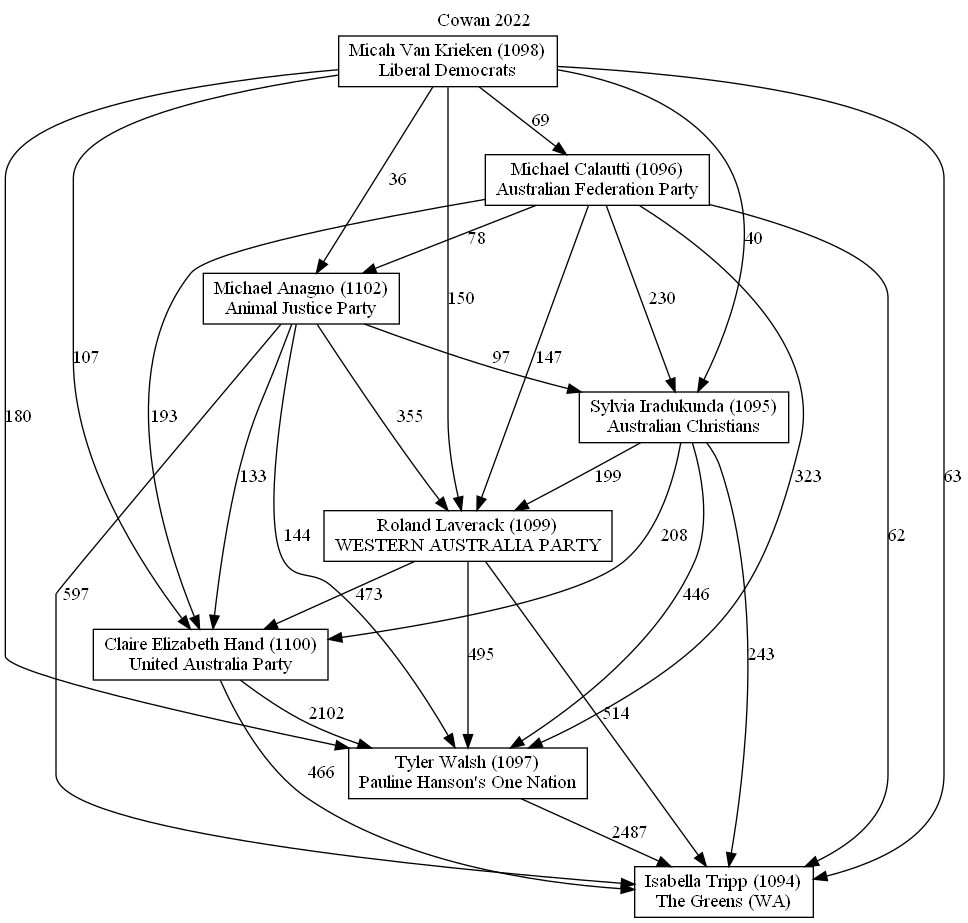 Cowan 2022
Micah Van Krieken (1098)
Liberal Democrats
69
Michael Calautti (1096)
Australian Federation Party
36
78
40
Michael Anagno (1102)
Animal Justice Party
150
230
107
147
97
180
193
355
Sylvia Iradukunda (1095)
Australian Christians
133
199
323
63
Roland Laverack (1099)
WESTERN AUSTRALIA PARTY
144
208
62
597
473
446
Claire Elizabeth Hand (1100)
United Australia Party
495
243
2102
514
Tyler Walsh (1097)
Pauline Hanson's One Nation
466
2487
Isabella Tripp (1094)
The Greens (WA)